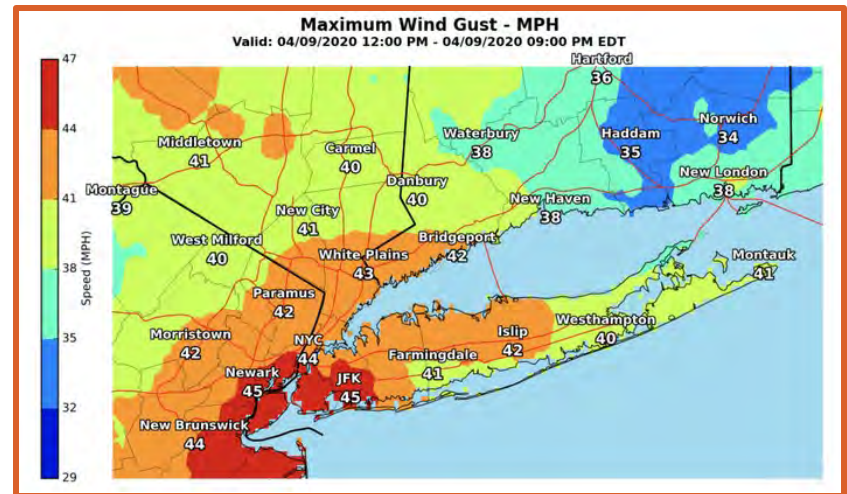 Maximum Wind Gust - MPH
Valid: 04/09/2020 12:00 PM - 04/09/2020 09:00 PM EDT
47
44
41
38
35
32
29
Speed (MPH)
Hartford
36
Middletown
41
Carmel
40
Waterbury
38
Haddam
35
Norwich
34
Montague
39
Danbury
40
New London
38
New City
41
New Haven
38
West Milford
40
White Plains
43
Bridgeport
42
Montauk
41
Paramus
42
Morristown
42
NYC
44
Islip
42
Westhampton
40
Farmingdale
41
Newark
45
JFK
45
New Brunswick
44